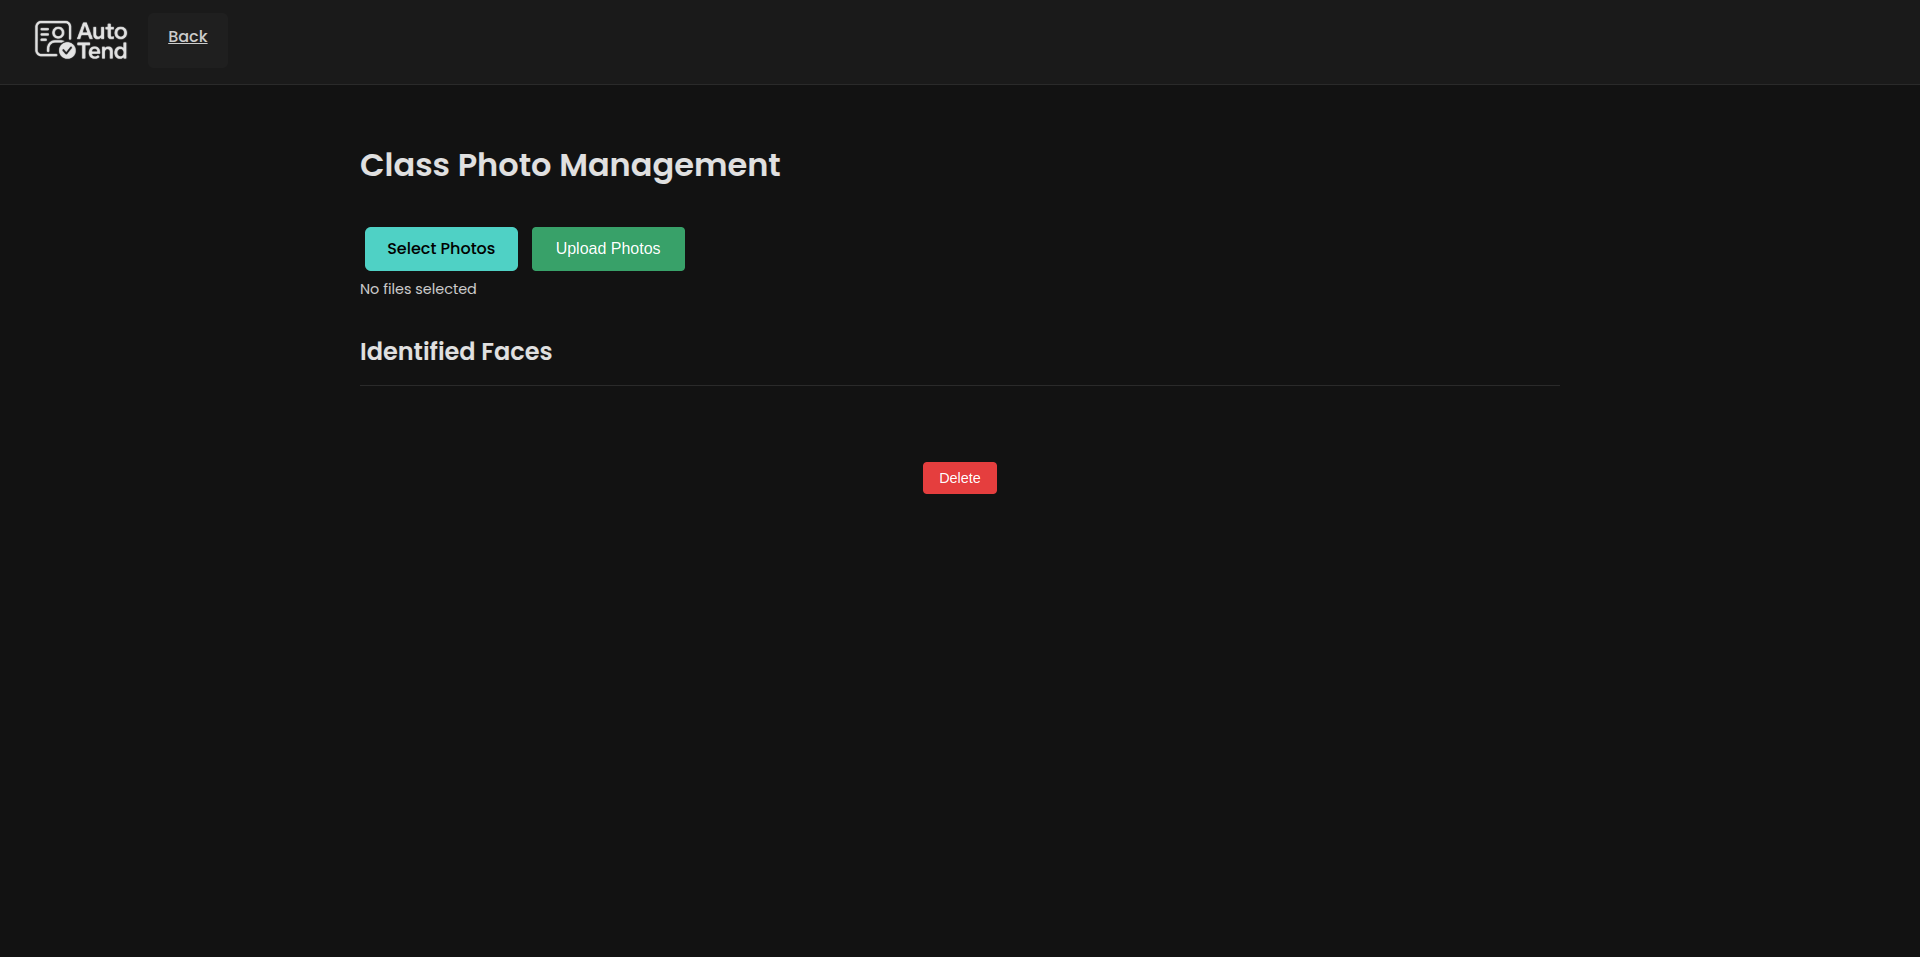 Auto
Tend
Back
Class Photo Management
Select Photos
Upload Photos
No files selected
Identified Faces
Delete